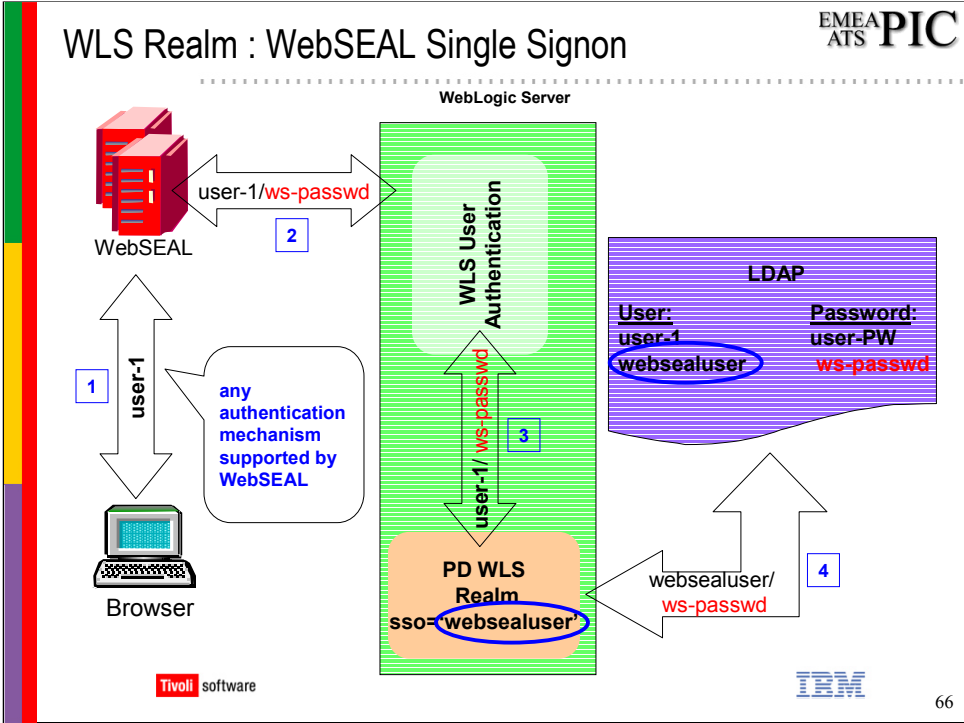 WLS Realm : WebSEAL Single Signon
EMEA
ATS PIC
WebLogic Server
WebSEAL
user-1/ws-passwd
2
WLS User
Authentication
LDAP
User:
Password:
user-1
user-PW
websealuser
ws-passwd
1
user-1
any
authentication
mechanism
supported by
WebSEAL
user-1/ ws-passwd
3
Browser
PD WLS
Realm
sso='websealuser'
websealuser/
ws-passwd
4
Tivoli software
IBM
66